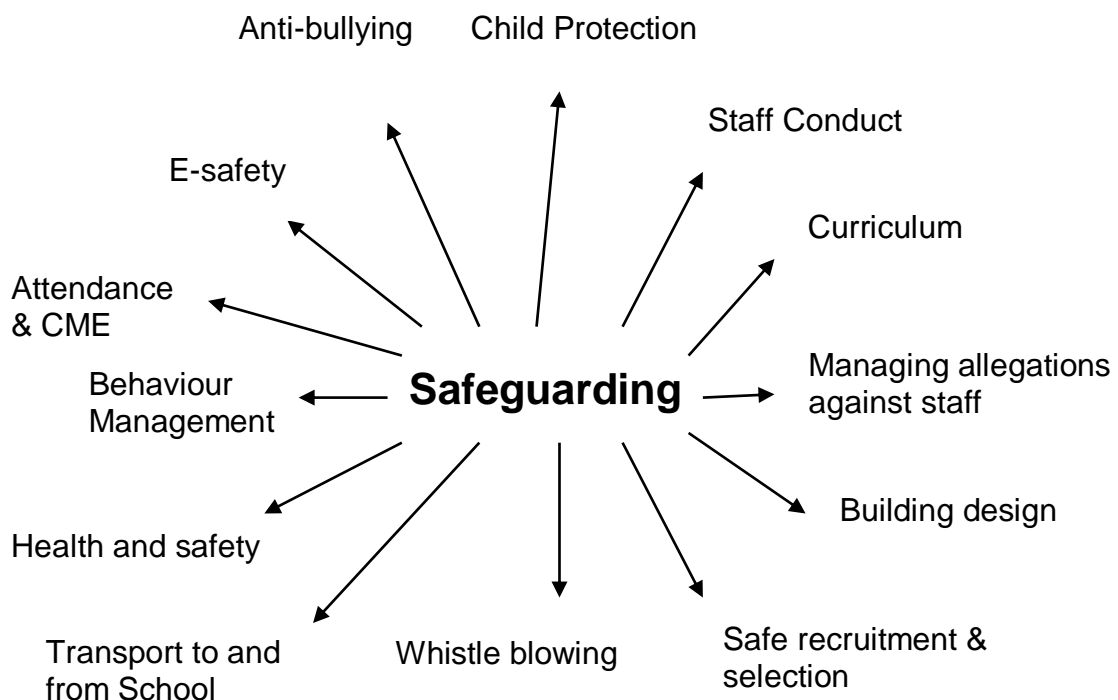 Anti-bullying
Child Protection
Staff Conduct
E-safety
Curriculum
Attendance
& CME
Managing allegations
against staff
Behaviour
Management
Safeguarding
Building design
Health and safety
Safe recruitment &
selection
Whistle blowing
Transport to and
from School